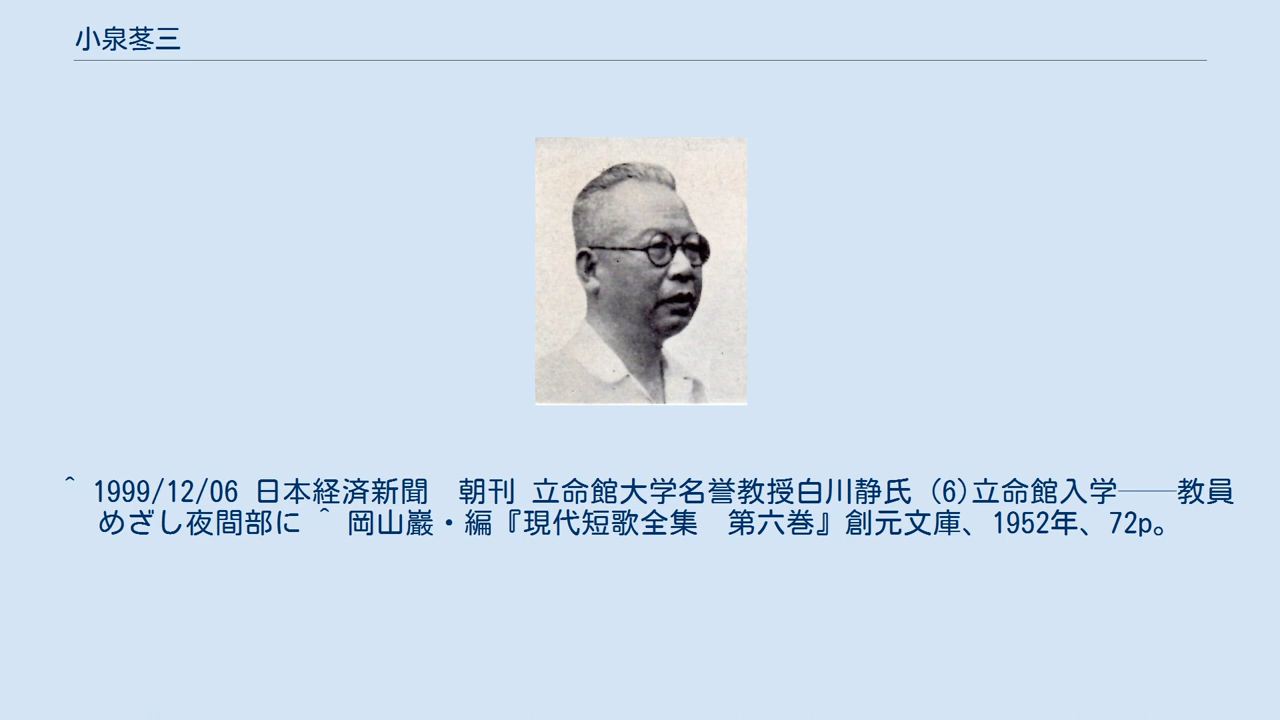 小泉苳三
^ 1999/12/06 日本経済新聞　朝刊 立命館大学名誉教授白川静氏 (6)立命館入学――教員
めざし夜間部に ^ 岡山巖・編『現代短歌全集　第六巻』創元文庫、1952年、72p。